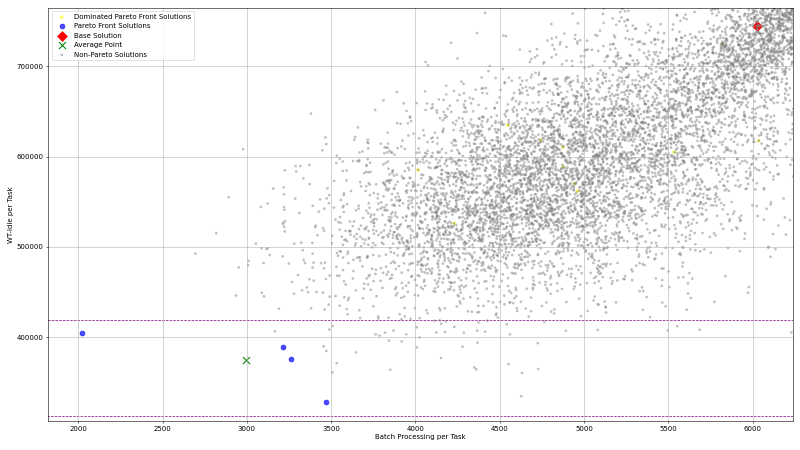 Dominated Pareto Front Solutions
Pareto Front Solutions
Base Solution
Average Point
Non-Pareto Solutions
700000
600000
500000
400000
WT-Idle per Task
2000
2500
3000
3500
4000
4500
5000
5500
6000
Batch Processing per Task